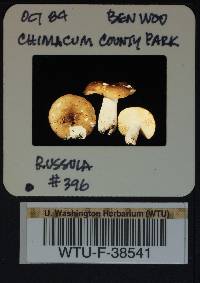 OCT 84 BEN WOO
CHIMACUM COUNTY PARK
RUSSULA
#396
U. Washington Herbarium (WTU)
WTU-F-38541